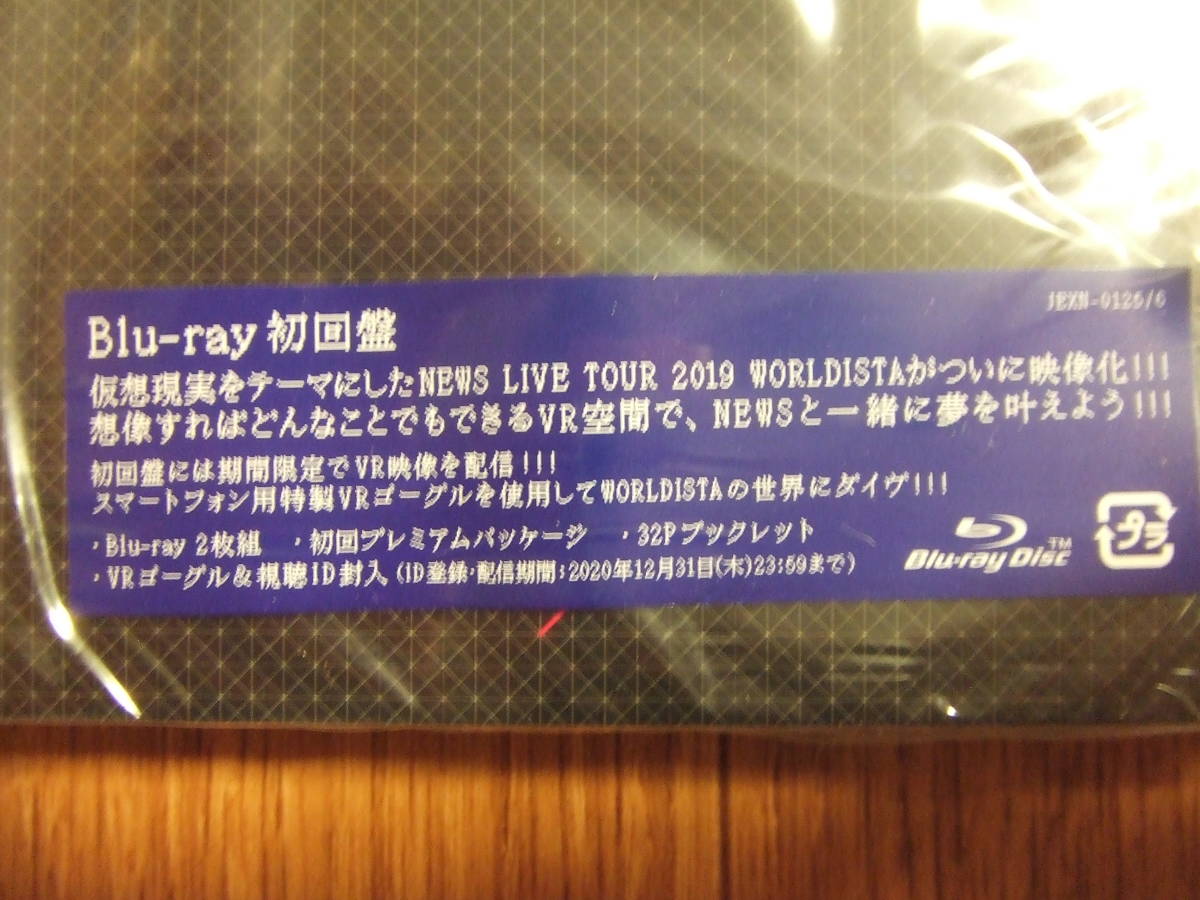 JEXN-0125/6
Blu-ray 初回盤
仮想現実をテーマにしたNEWS LIVE TOUR 2019 WORLDISTAがついに映像化!!!
想像すればどんなことでもできるVR空間で、NEWSと一緒に夢を叶えよう!!!
初回盤には期間限定でVR映像を配信!!!
スマートフォン用特製VRゴーグルを使用してWORLDISTAの世界にダイヴ!!!
・Blu-ray 2枚組 ・初回プレミアムパッケージ ・32Pブックレット
・VRゴーグル&視聴ID封入(ID登録・配信期間:2020年12月31日(木)23:59まで)
Blu-ray Disc™
プラ